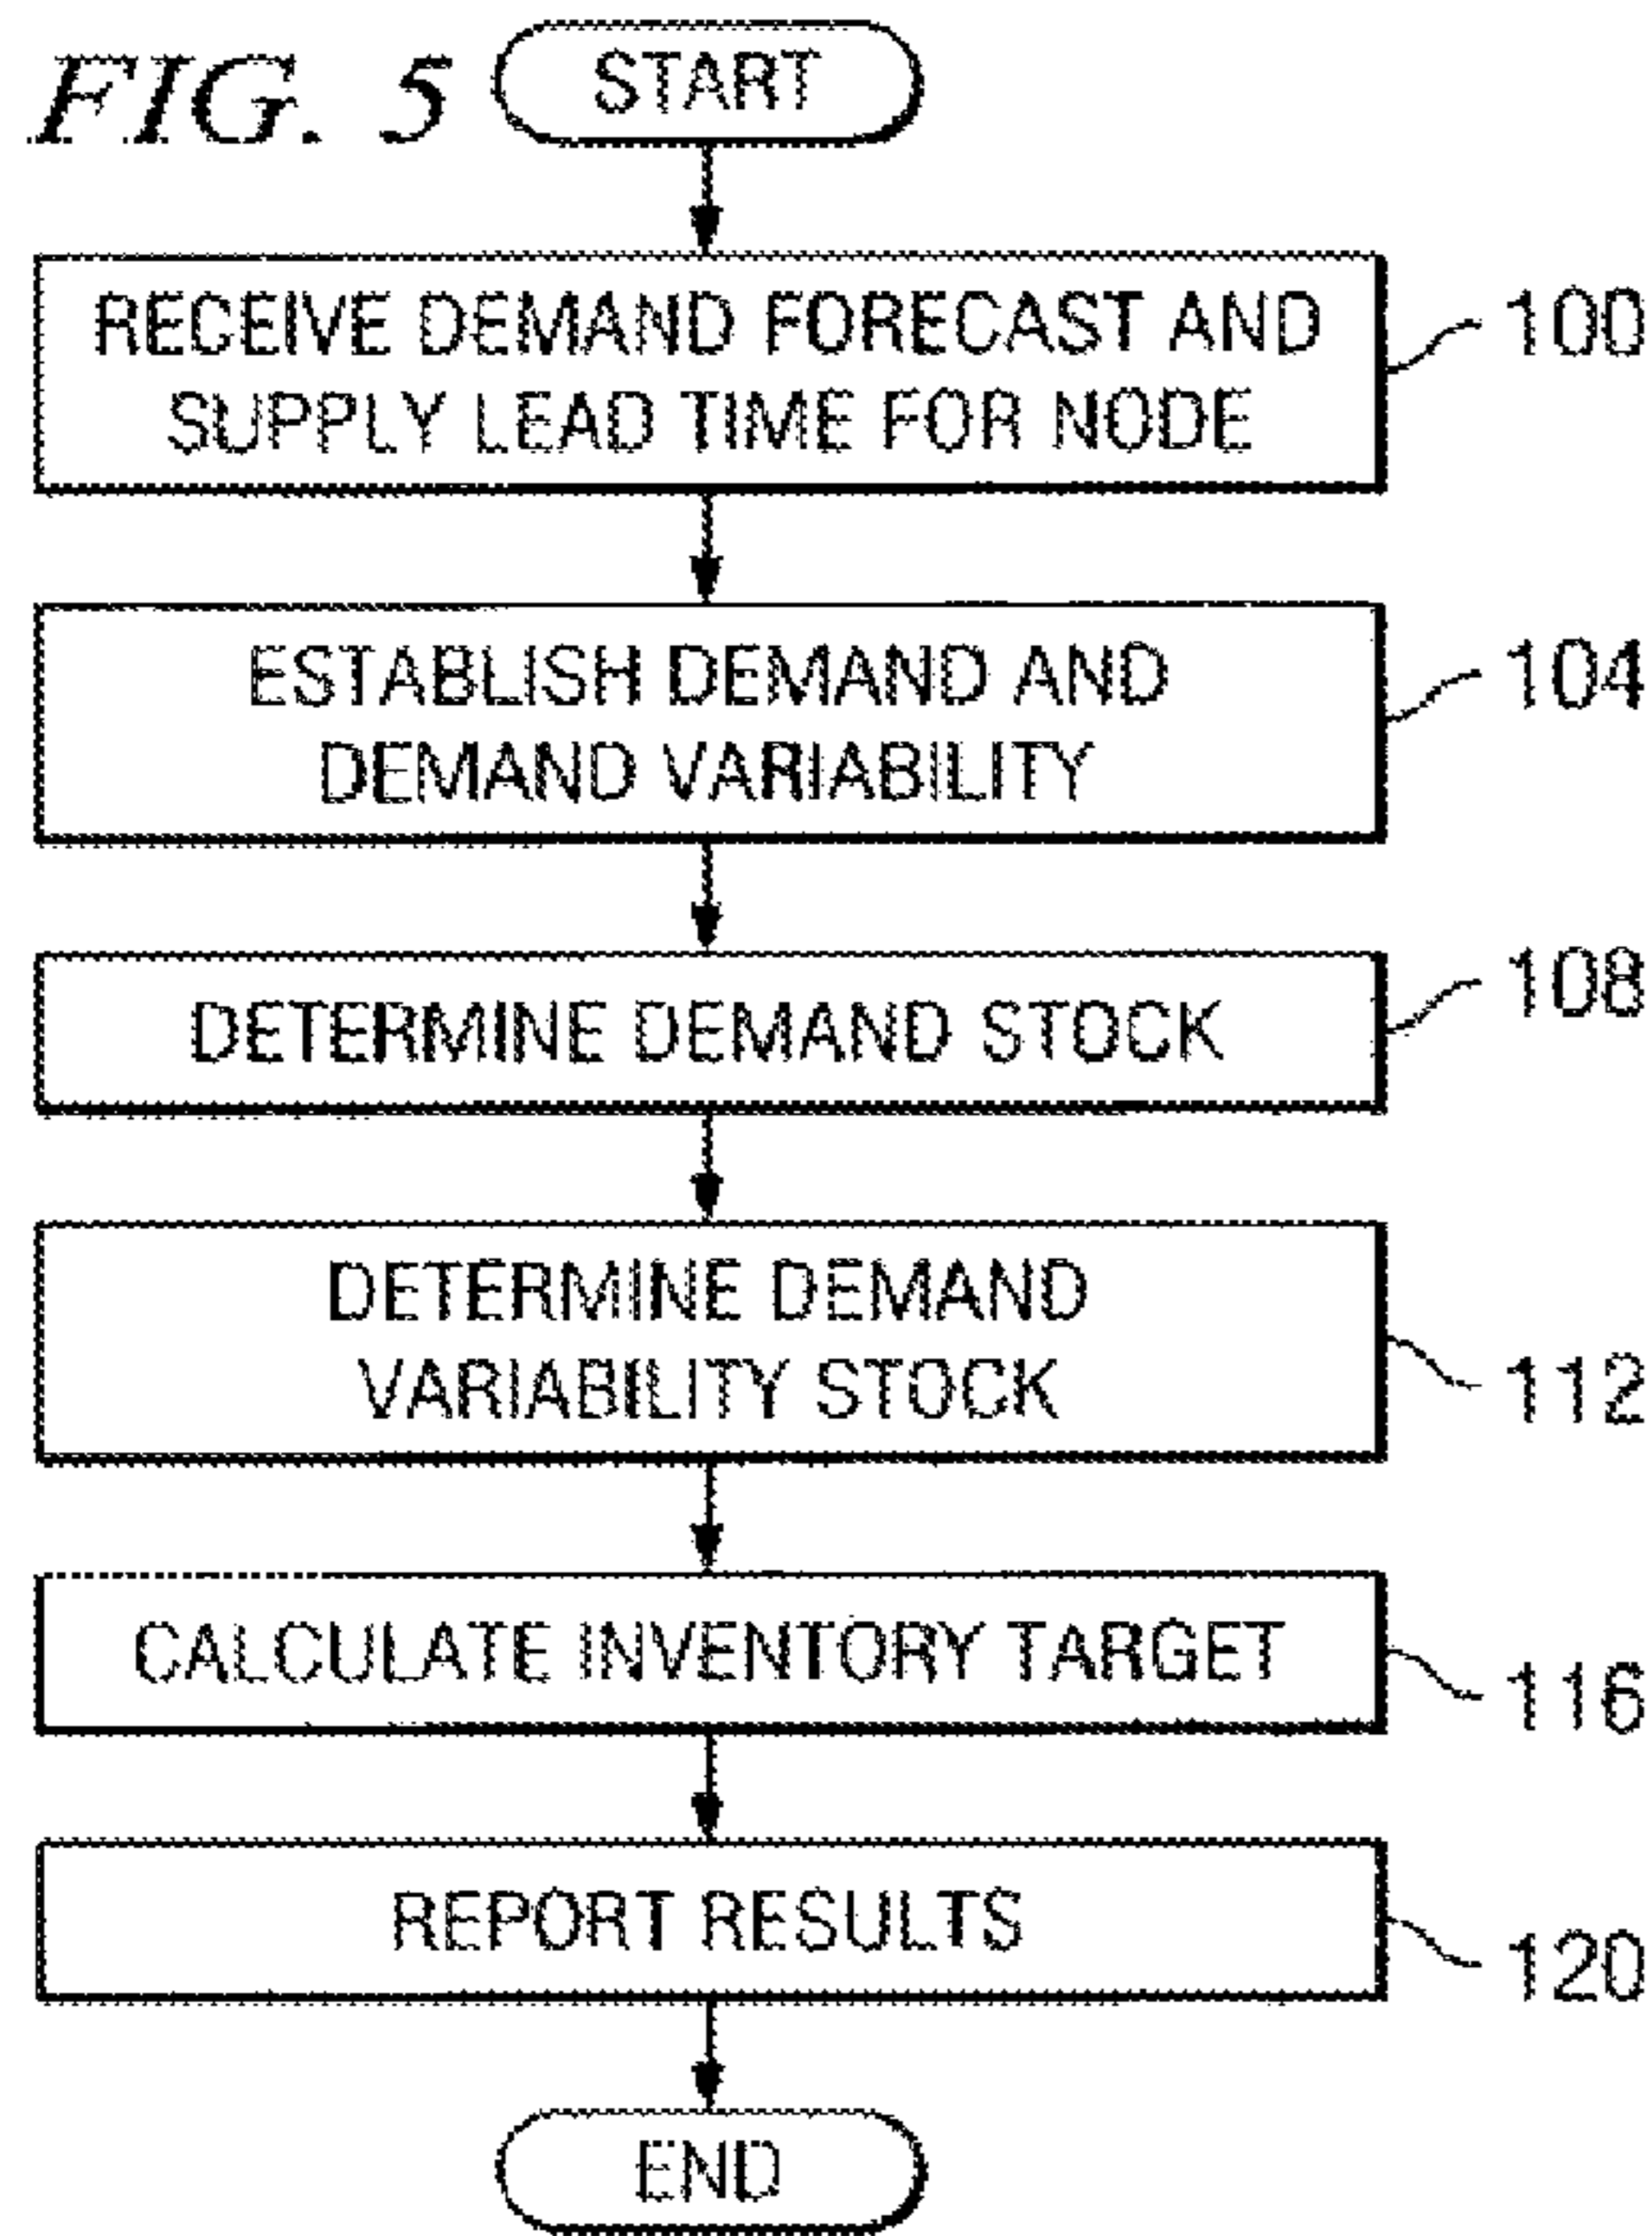 FIG. 5
START
RECEIVE DEMAND FORECAST AND
SUPPLY LEAD TIME FOR NODE
100
ESTABLISH DEMAND AND
DEMAND VARIABILITY
104
DETERMINE DEMAND STOCK
108
DETERMINE DEMAND
VARIABILITY STOCK
112
CALCULATE INVENTORY TARGET
116
REPORT RESULTS
120
END